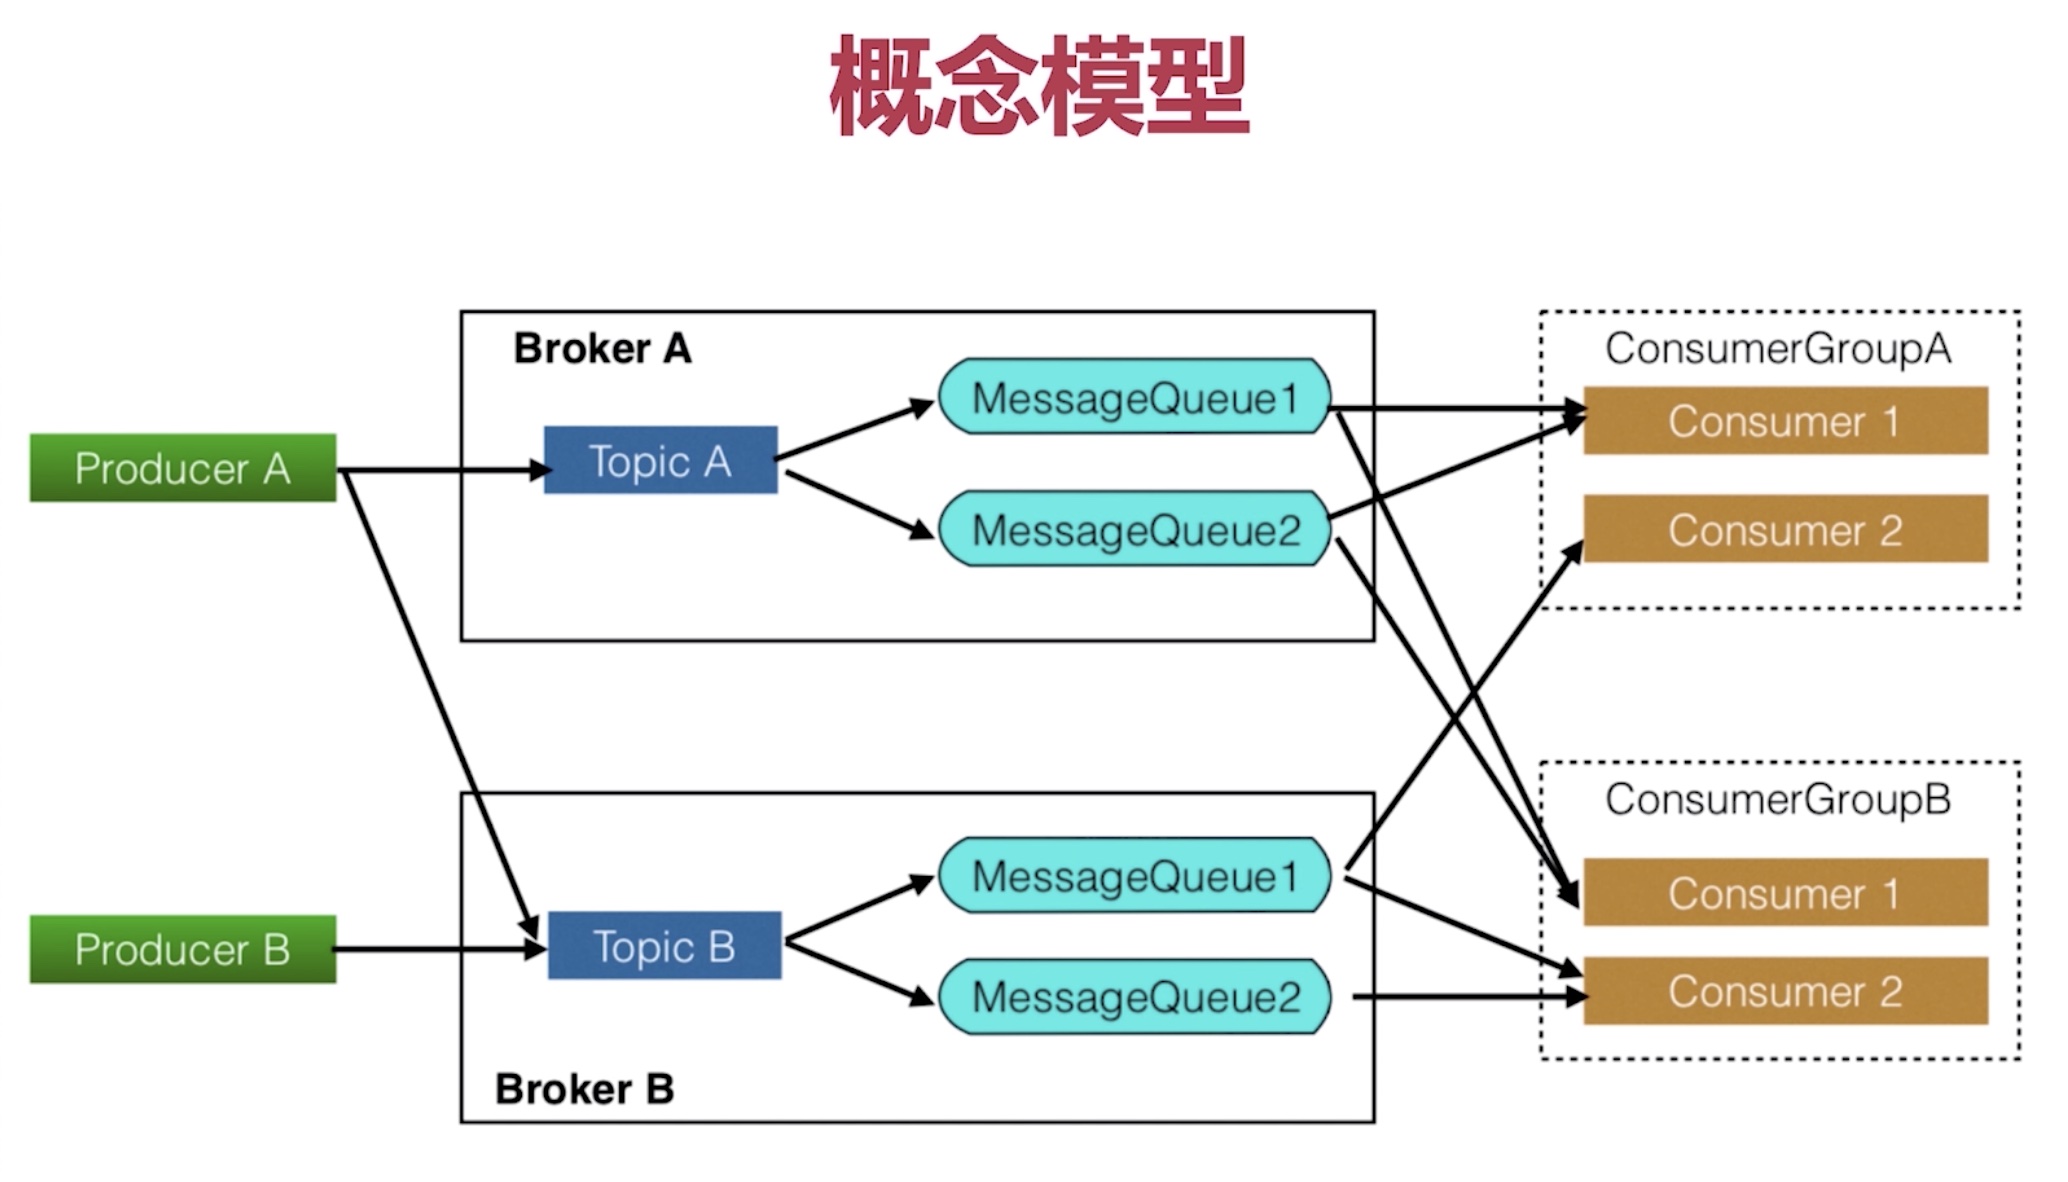 概念模型
Broker A
ConsumerGroupA
MessageQueue1
Consumer 1
Producer A
Topic A
MessageQueue2
Consumer 2
ConsumerGroupB
MessageQueue1
Consumer 1
Producer B
Topic B
MessageQueue2
Consumer 2
Broker B